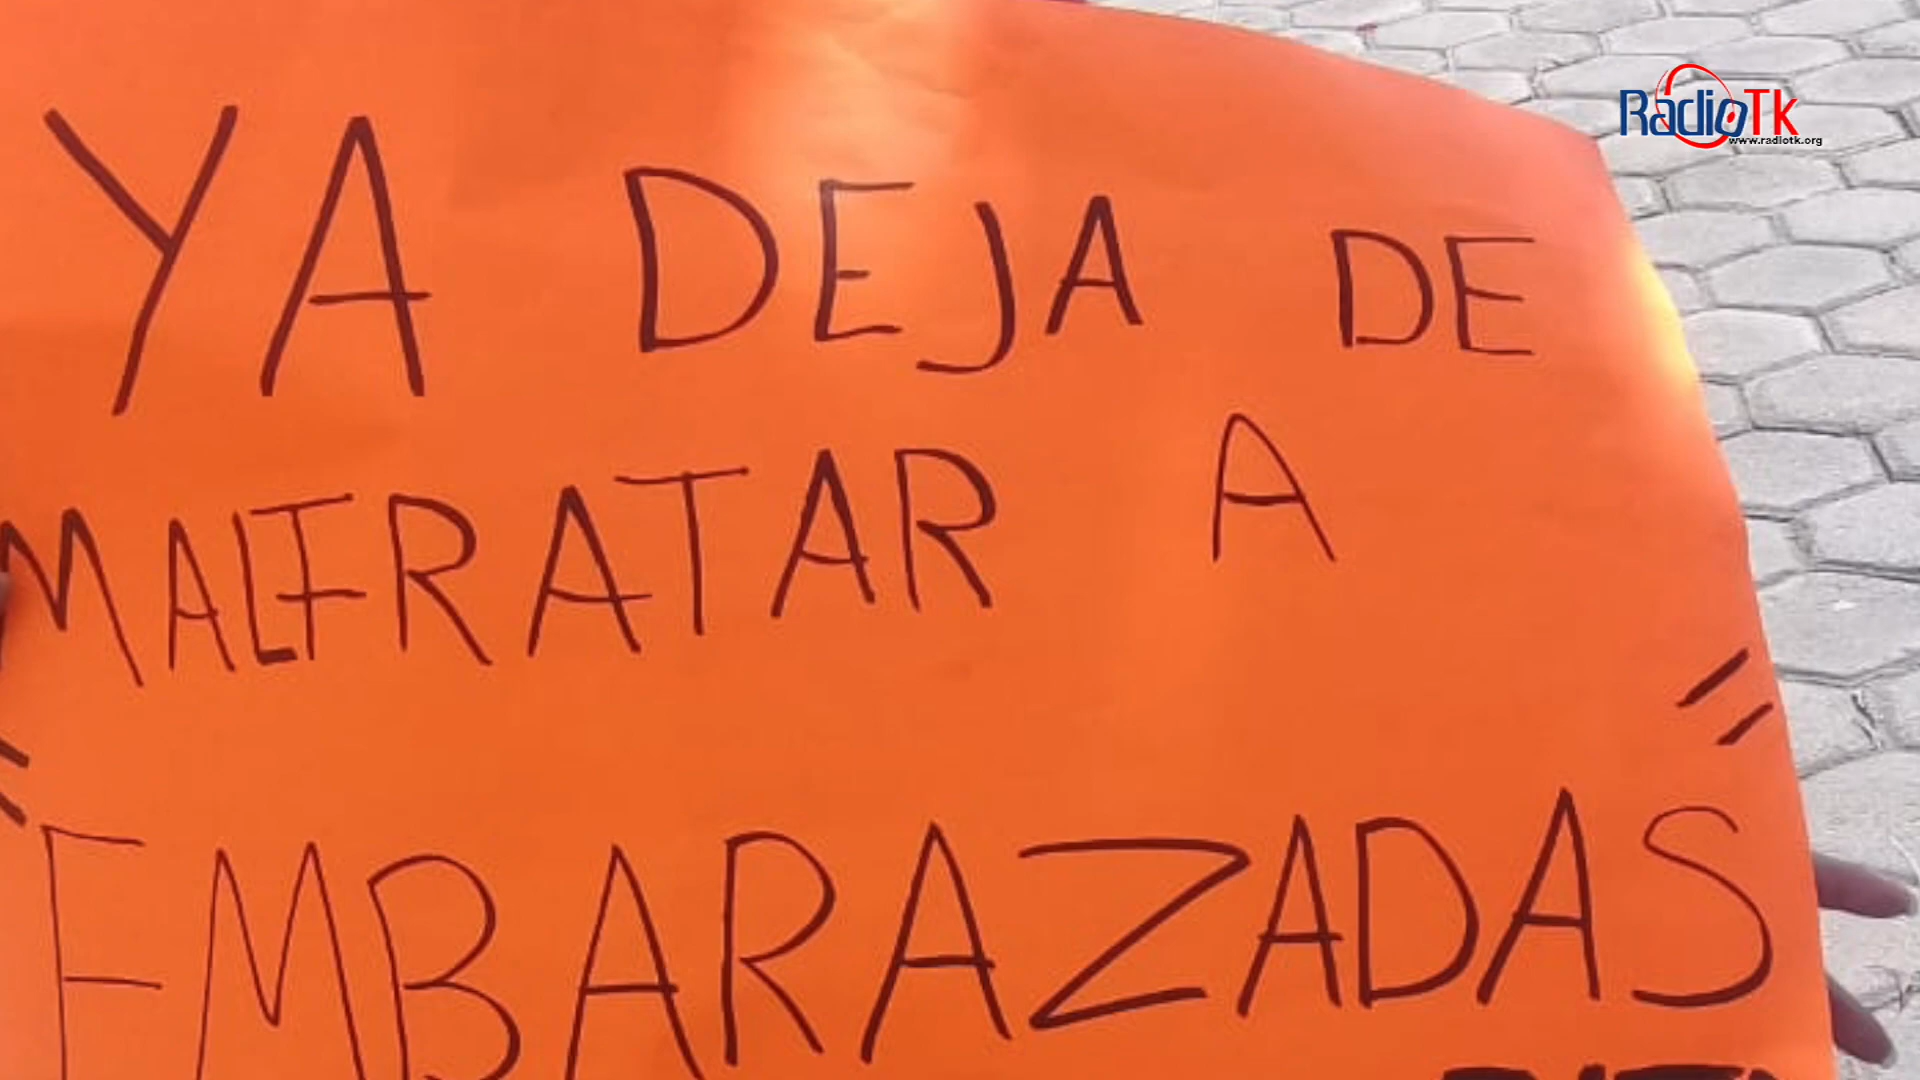 RadioTK
www.radiotk.org
YA DEJA DE
MALTRATAR A
"EMBARAZADAS"